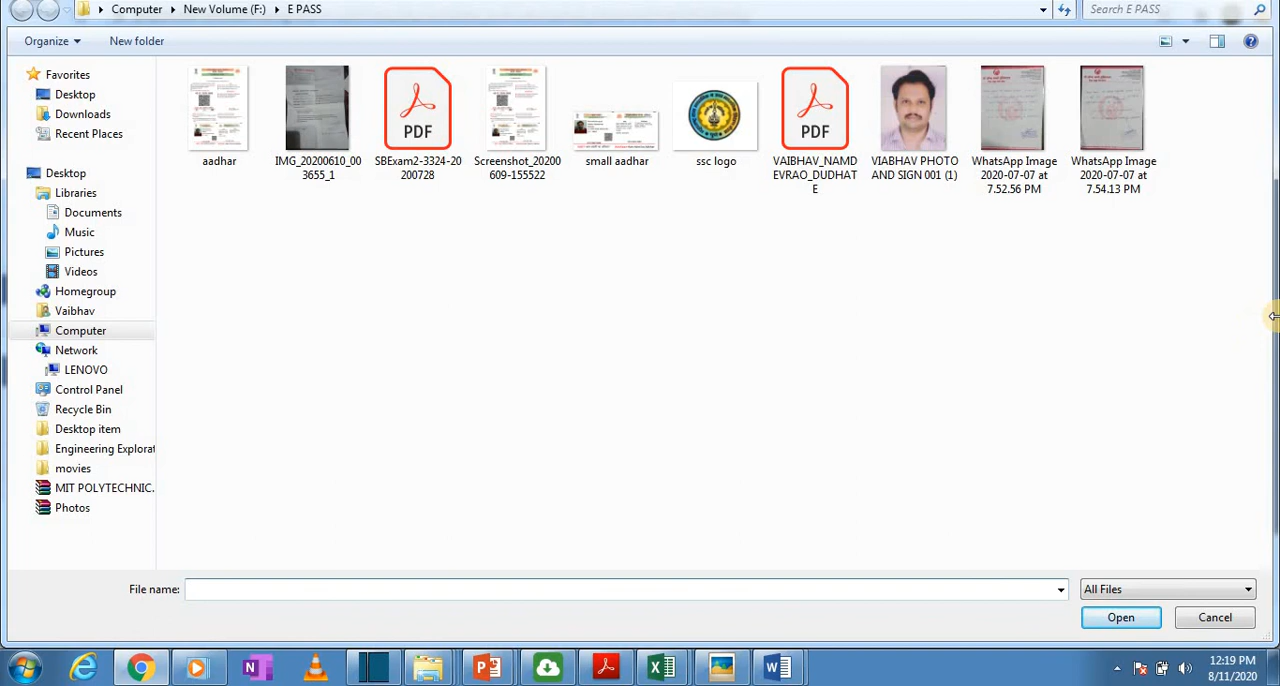 Computer ▸ New Volume (F:) ▸ E PASS
Search E PASS
Organize
New folder
Favorites
Desktop
Downloads
Recent Places
Desktop
Libraries
Documents
Music
Pictures
Videos
Homegroup
Vaibhav
Computer
Network
LENOVO
Control Panel
Recycle Bin
Desktop item
Engineering Explorat
movies
MIT POLYTECHNIC.
Photos
aadhar
IMG_20200610_00
3655_1
PDF
SBExam2-3324-20
200728
Screenshot_20200
609-155522
small aadhar
ssc logo
PDF
VAIBHAV_NAMD
EVRAO_DUDHAT
E
VIABHAV PHOTO
AND SIGN 001 (1)
WhatsApp Image
2020-07-07 at
7.52.56 PM
WhatsApp Image
2020-07-07 at
7.54.13 PM
File name:
All Files
Open
Cancel
12:19 PM
8/11/2020